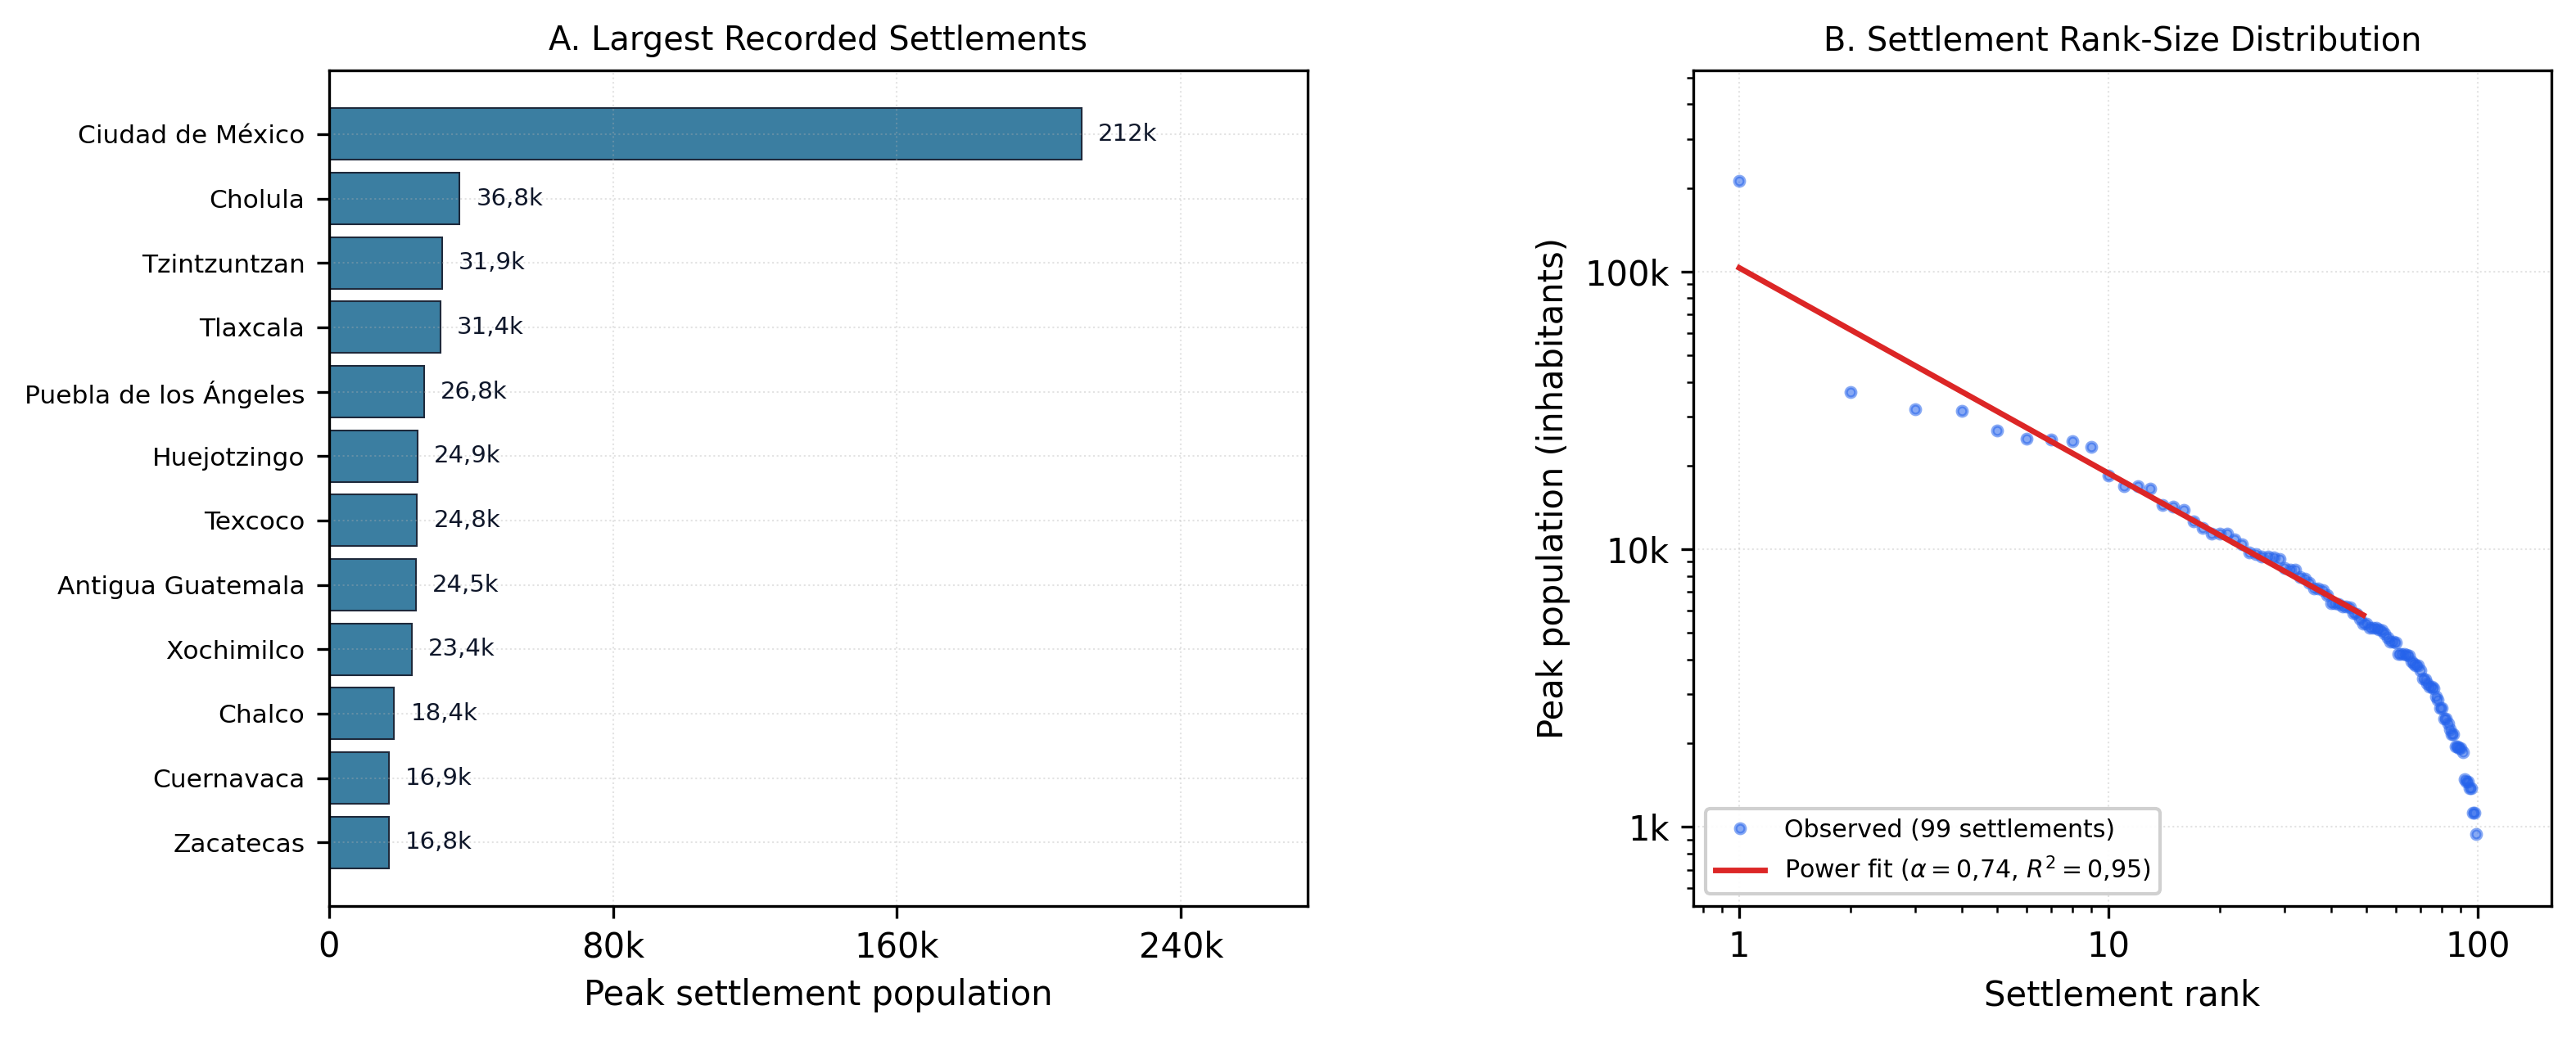 A. Largest Recorded Settlements
Ciudad de México
212k
Cholula
36,8k
Tzintzuntzan
31,9k
Tlaxcala
31,4k
Puebla de los Ángeles
26,8k
Huejotzingo
24,9k
Texcoco
24,8k
Antigua Guatemala
24,5k
Xochimilco
23,4k
Chalco
18,4k
Cuernavaca
16,9k
Zacatecas
16,8k
0 80k 160k 240k
Peak settlement population
B. Settlement Rank-Size Distribution
Peak population (inhabitants)
100k
10k
1k
Observed (99 settlements)
Power fit (α = 0,74, R² = 0,95)
1 10 100
Settlement rank